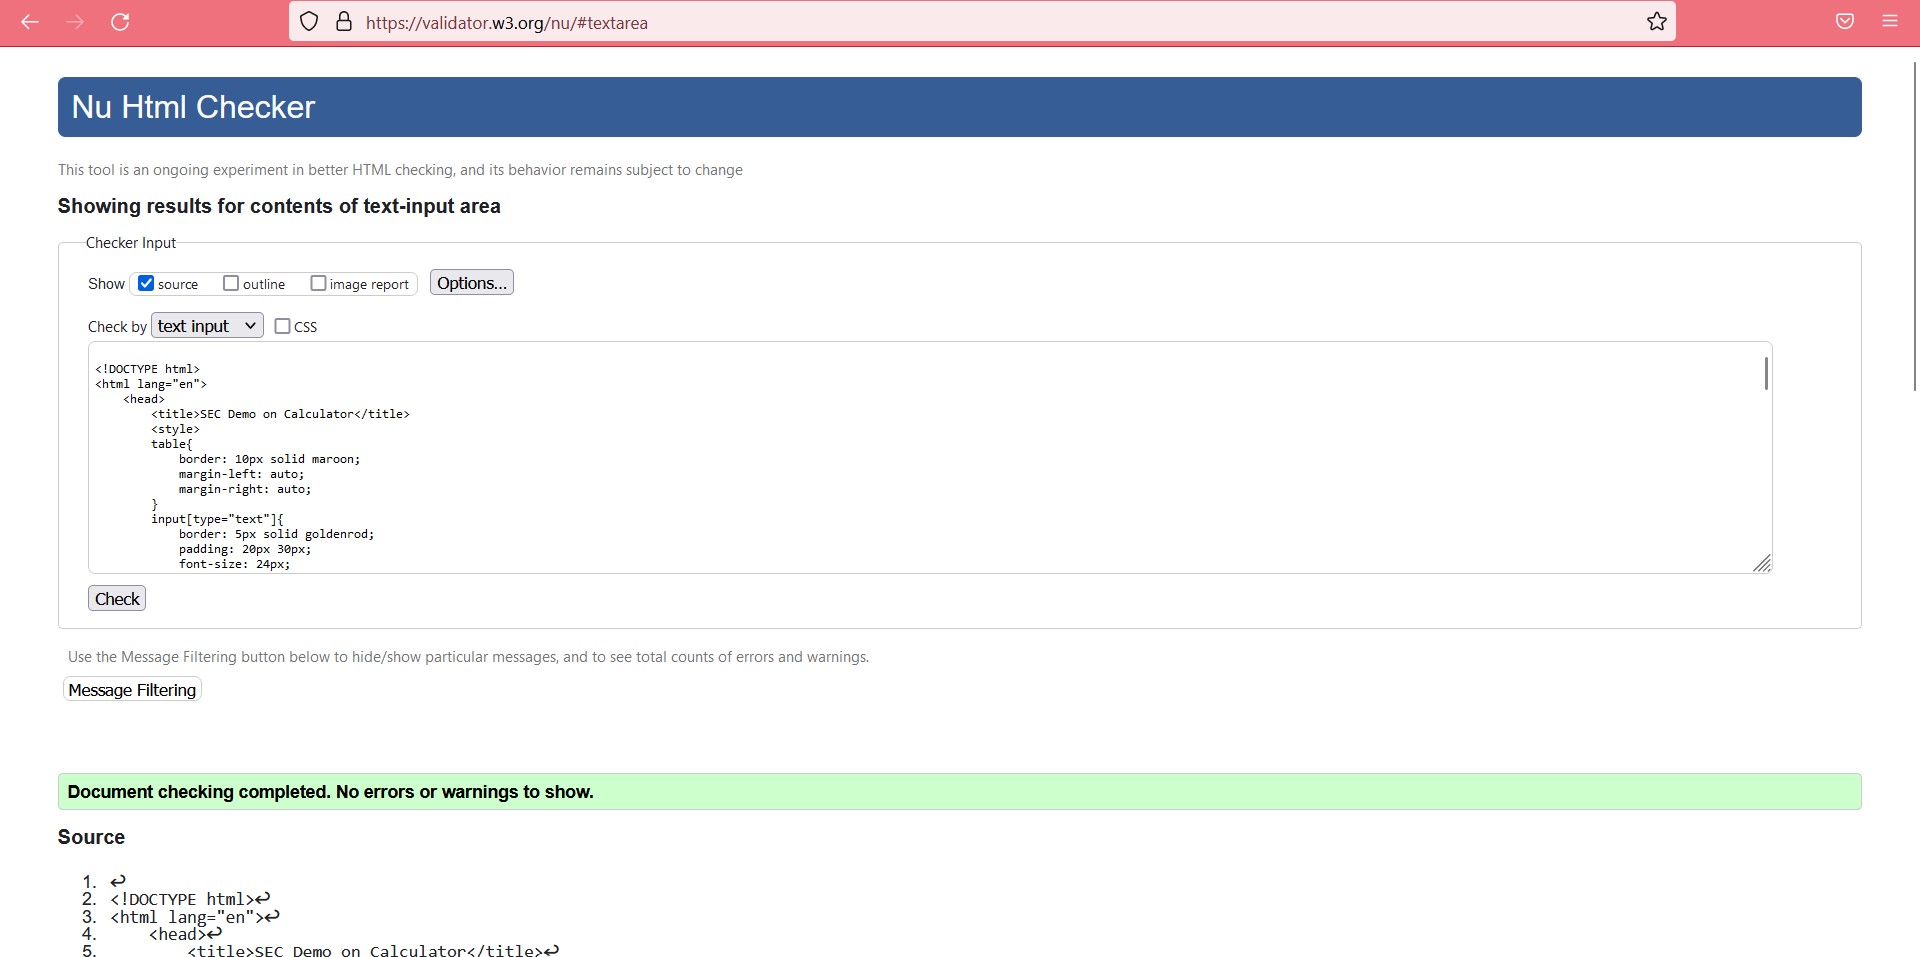 https://validator.w3.org/nu/#textarea
Nu Html Checker
This tool is an ongoing experiment in better HTML checking, and its behavior remains subject to change
Showing results for contents of text-input area
Checker Input
Show source outline image report Options...
Check by text input CSS
<!DOCTYPE html>
<html lang="en">
    <head>
        <title>SEC Demo on Calculator</title>
        <style>
        table{
            border: 10px solid maroon;
            margin-left: auto;
            margin-right: auto;
        }
        input[type="text"]{
            border: 5px solid goldenrod;
            padding: 20px 30px;
            font-size: 24px;
Check
Use the Message Filtering button below to hide/show particular messages, and to see total counts of errors and warnings.
Message Filtering
Document checking completed. No errors or warnings to show.
Source
1. ↩
2. <!DOCTYPE html>↩
3. <html lang="en">↩
4.     <head>↩
5.         <title>SEC Demo on Calculator</title>↩